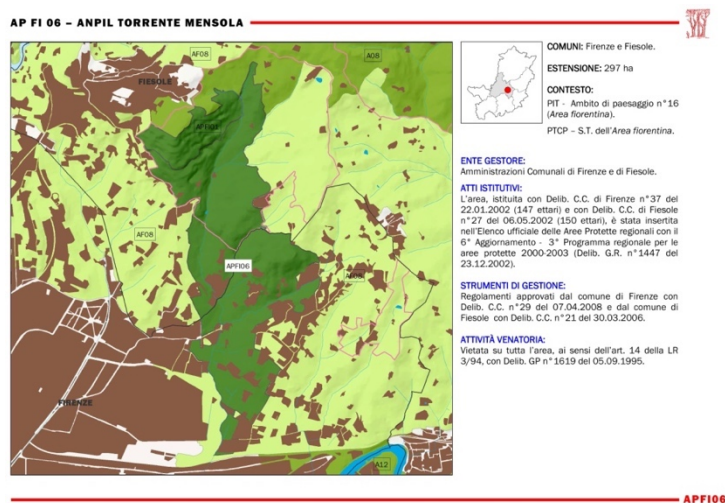 AP FI 06 – ANPIL TORRENTE MENSOLA
AF08
A08
FIESOLE
AF08
APFI06
AF08
FIRENZE
A12
COMUNI: Firenze e Fiesole.
ESTENSIONE: 297 ha
CONTESTO:
PIT - Ambito di paesaggio n°16
(Area fiorentina).
PTCP – S.T. dell'Area fiorentina.
ENTE GESTORE:
Amministrazioni Comunali di Firenze e di Fiesole.
ATTI ISTITUTIVI:
L'area, istituita con Delib. C.C. di Firenze n°37 del
22.01.2002 (147 ettari) e con Delib. C.C. di Fiesole
n°27 del 06.05.2002 (150 ettari), è stata inserita
nell'Elenco ufficiale delle Aree Protette regionali con il
6° Aggiornamento - 3° Programma regionale per le
aree protette 2000-2003 (Delib. G.R. n°1447 del
23.12.2002).
STRUMENTI DI GESTIONE:
Regolamenti approvati dal comune di Firenze con
Delib. C.C. n°29 del 07.04.2008 e dal comune di
Fiesole con Delib. C.C. n°21 del 30.03.2006.
ATTIVITÀ VENATORIA:
Vietata su tutta l'area, ai sensi dell'art. 14 della LR
3/94, con Delib. GP n°1619 del 05.09.1995.
APFI06